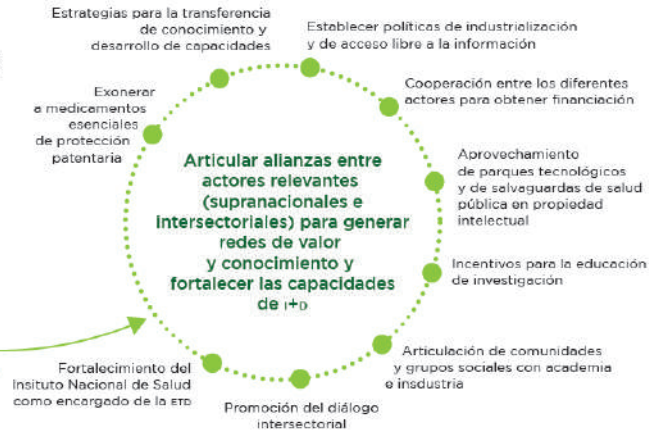 Estrategias para la transferencia
de conocimiento y
desarrollo de capacidades
Establecer políticas de industrialización
y de acceso libre a la información
Cooperación entre los diferentes
actores para obtener financiación
Aprovechamiento
de parques tecnológicos
y de salvaguardas de salud
pública en propiedad
intelectual
Incentivos para la educación
de investigación
Articulación de comunidades
y grupos sociales con academia
e insdustria
Promoción del diálogo
intersectorial
Fortalecimiento del
Insituto Nacional de Salud
como encargado de la ETD
Exonerar
a medicamentos
esenciales
de protección
patentaria
Articular alianzas entre
actores relevantes
(supranacionales e
intersectoriales) para generar
redes de valor
y conocimiento y
fortalecer las capacidades
de I+D